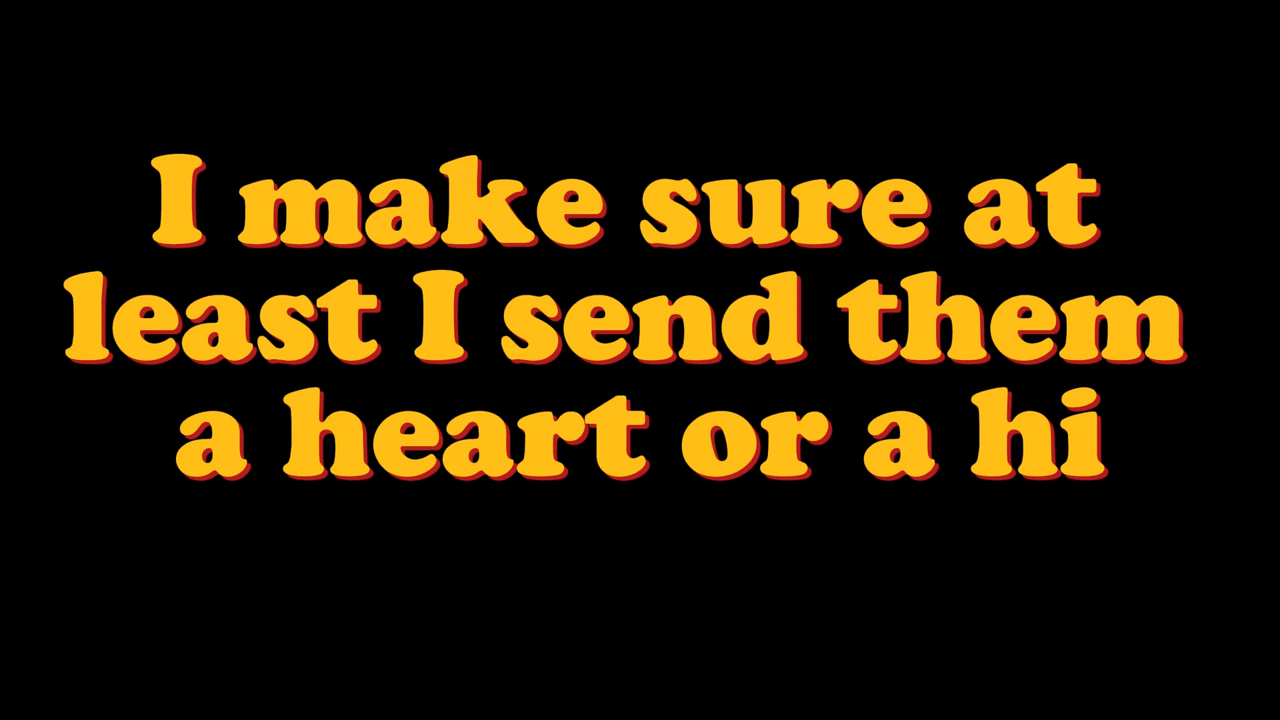 I make sure at
least I send them
a heart or a hi